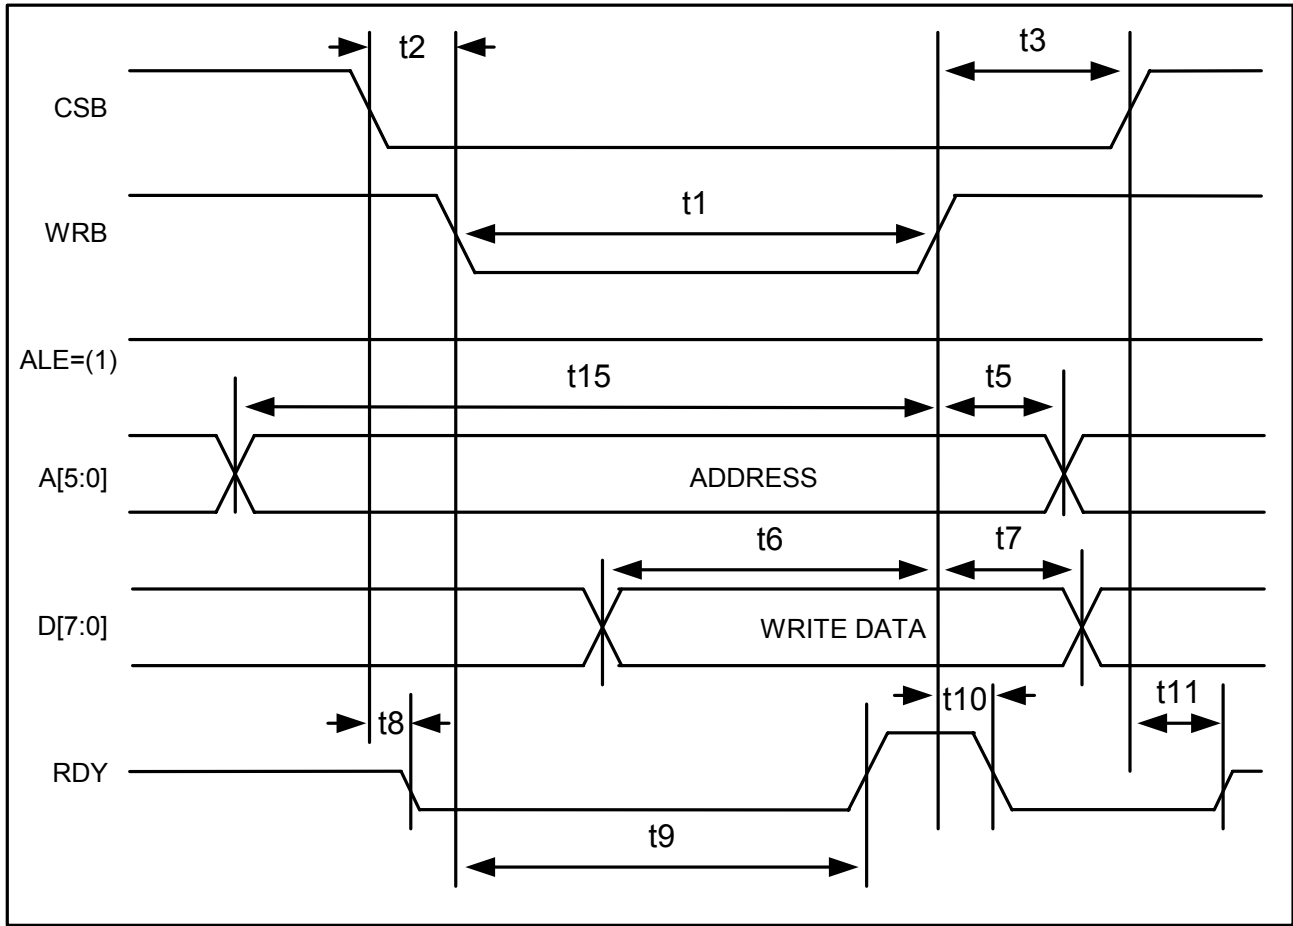 t2
t3
CSB
t1
WRB
ALE=(1)
t15
t5
A[5:0]
ADDRESS
t6
t7
D[7:0]
WRITE DATA
t8
t10
t11
RDY
t9